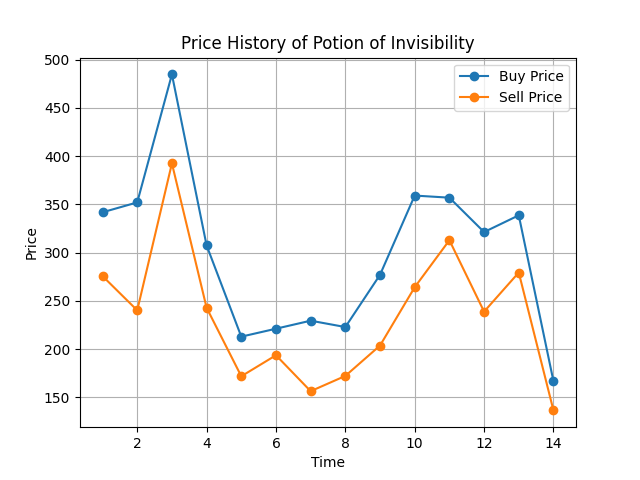 Price History of Potion of Invisibility
500
450
400
350
300
250
200
150
Price
Buy Price
Sell Price
2 4 6 8 10 12 14
Time